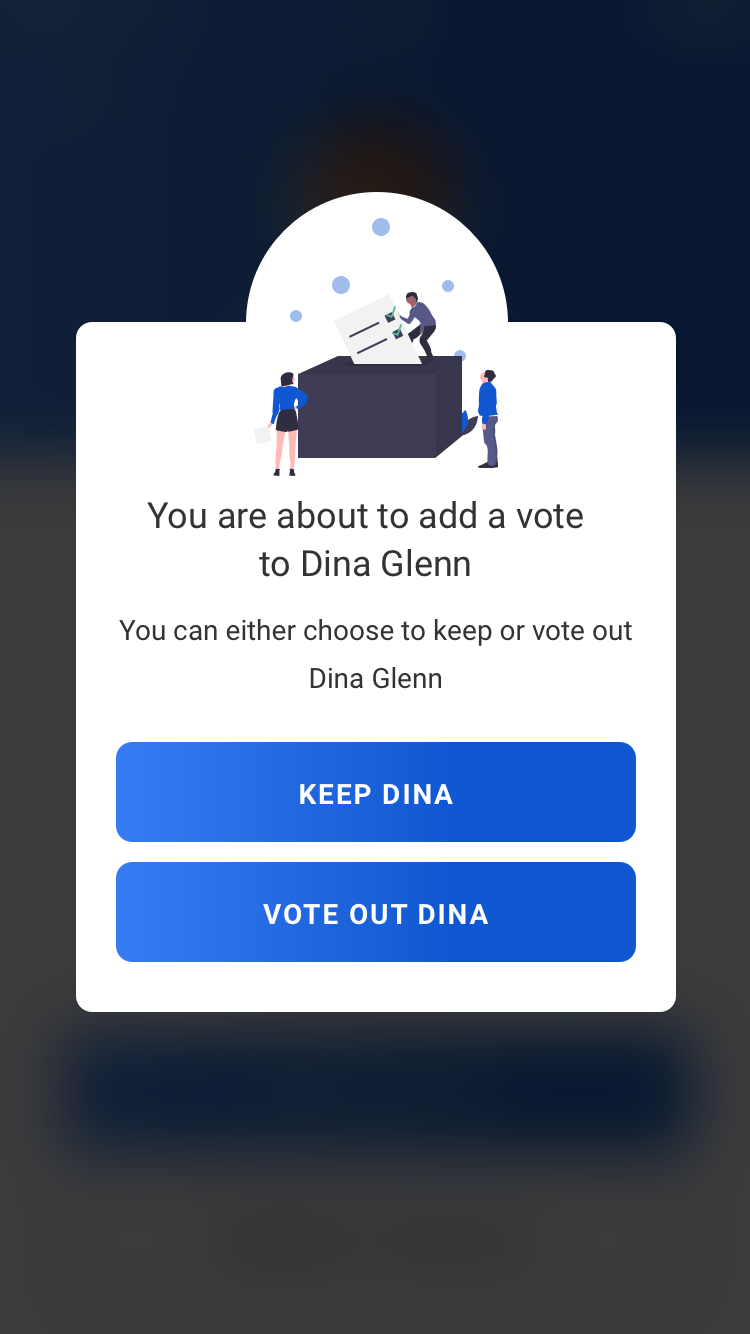 You are about to add a vote
to Dina Glenn
You can either choose to keep or vote out
Dina Glenn
KEEP DINA
VOTE OUT DINA